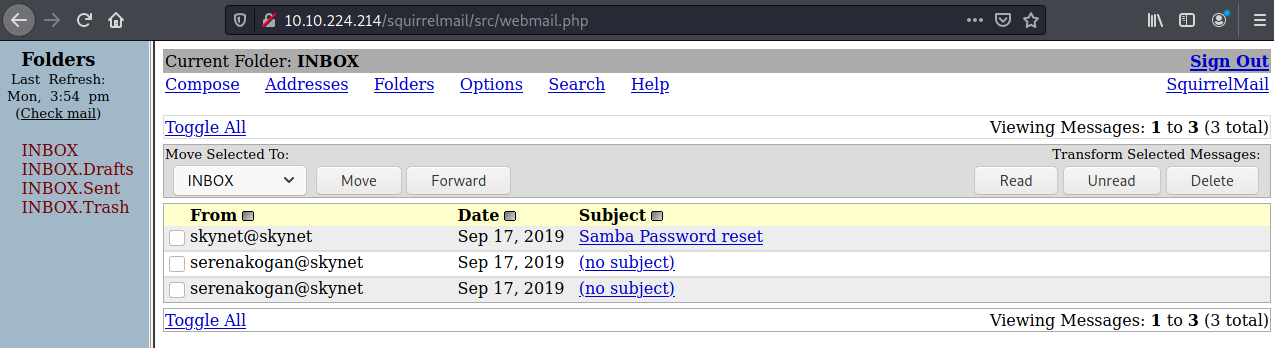 10.10.224.214/squirrelmail/src/webmail.php
Folders
Last Refresh:
Mon, 3:54 pm
(Check mail)
INBOX
INBOX.Drafts
INBOX.Sent
INBOX.Trash
Current Folder: INBOX Sign Out
Compose Addresses Folders Options Search Help SquirrelMail
Toggle All Viewing Messages: 1 to 3 (3 total)
Move Selected To: Transform Selected Messages:
INBOX Move Forward Read Unread Delete
From Date Subject
skynet@skynet Sep 17, 2019 Samba Password reset
serenakogan@skynet Sep 17, 2019 (no subject)
serenakogan@skynet Sep 17, 2019 (no subject)
Toggle All Viewing Messages: 1 to 3 (3 total)